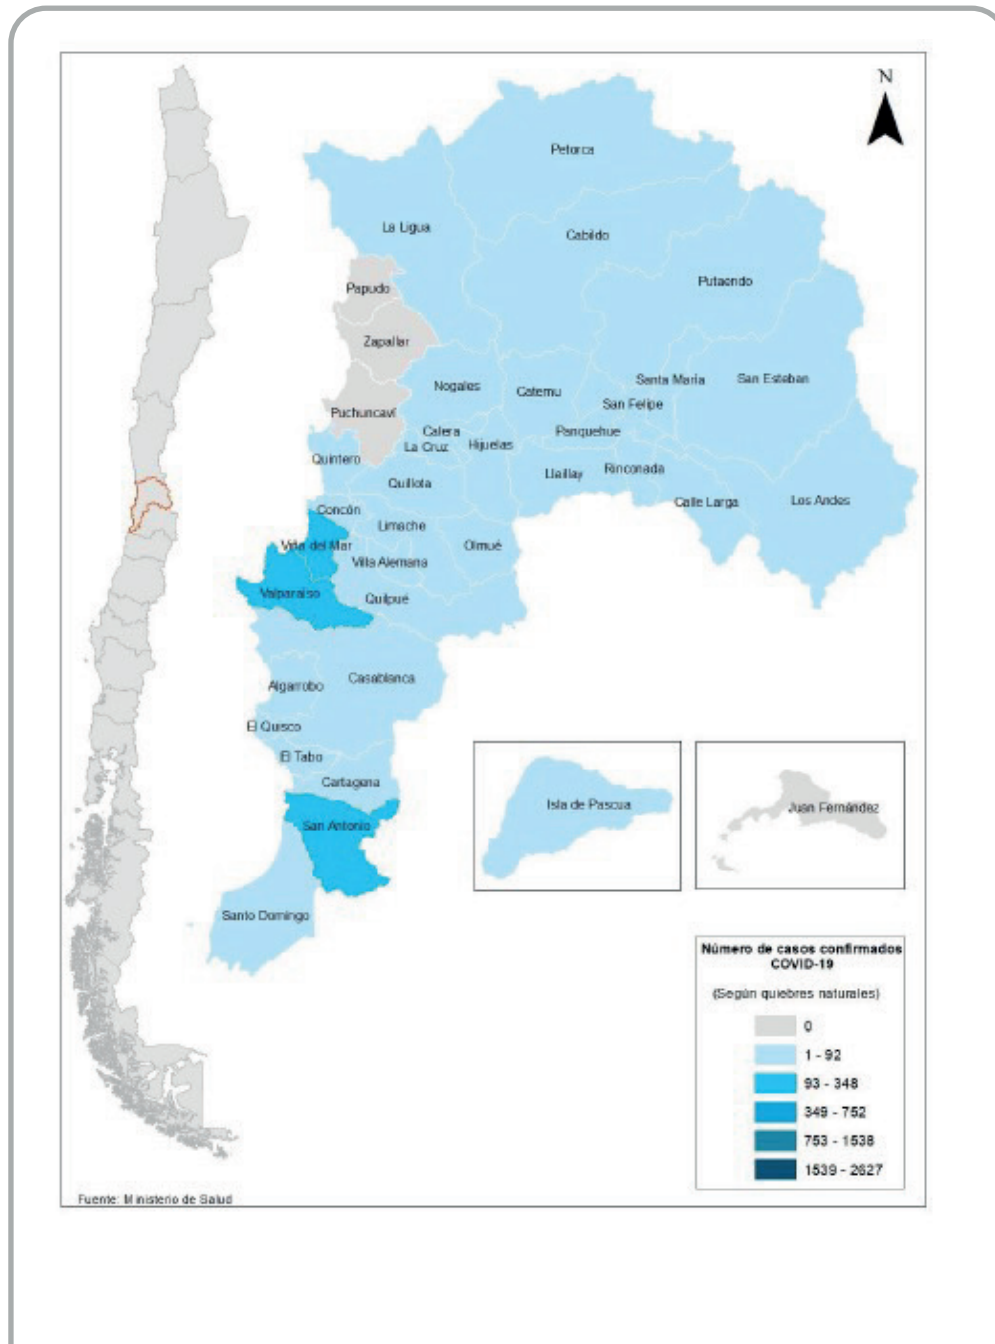 N
Petorca
La Ligua
Cabildo
Putaendo
Papudo
Zapallar
Nogales
Catemu
Santa María
San Esteban
San Felipe
Puchuncaví
Calera
La Cruz
Hijuelas
Panquehue
Quintero
Quillota
Llaillay
Rinconada
Calle Larga
Los Andes
Concón
Limache
Viña del Mar
Villa Alemana
Olmué
Valparaíso
Quilpué
Casablanca
Algarrobo
El Quisco
El Tabo
Cartagena
San Antonio
Santo Domingo
Isla de Pascua
Juan Fernández
Número de casos confirmados
COVID-19
(Según quiebres naturales)
0
1 - 92
93 - 348
349 - 752
753 - 1538
1539 - 2627
Fuente: Ministerio de Salud